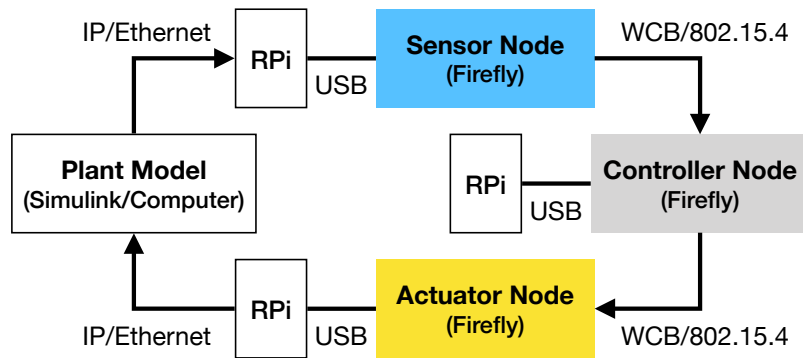 IP/Ethernet
RPi
USB
Sensor Node
(Firefly)
WCB/802.15.4
Plant Model
(Simulink/Computer)
RPi
USB
Controller Node
(Firefly)
IP/Ethernet
RPi
USB
Actuator Node
(Firefly)
WCB/802.15.4